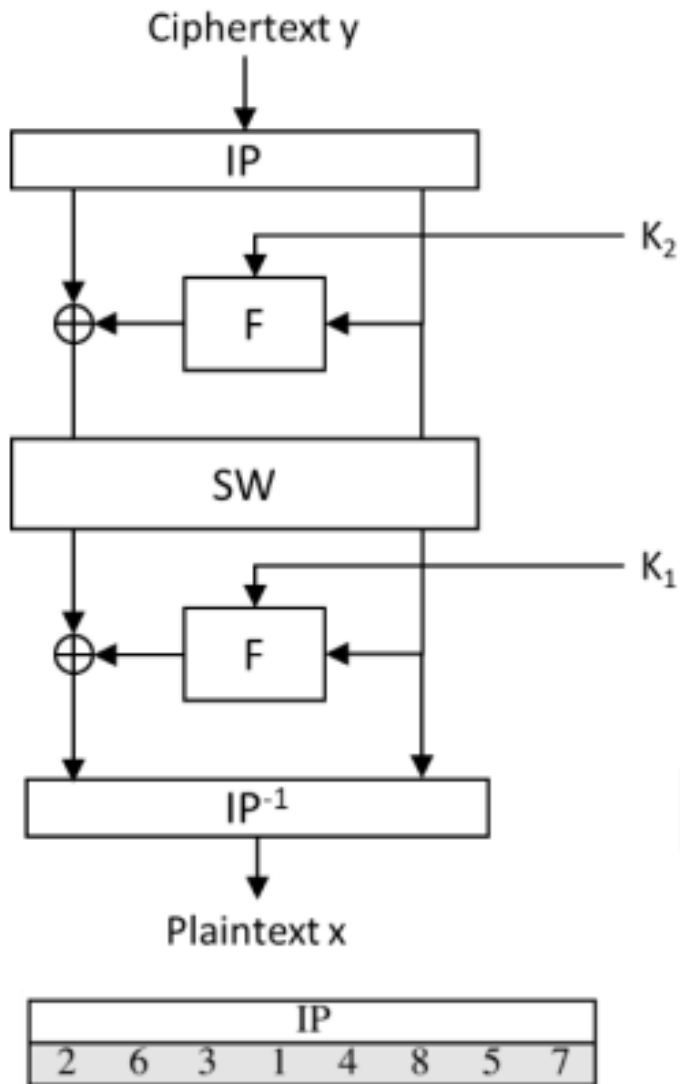 Ciphertext y
IP
K₂
F
SW
K₁
F
IP⁻¹
Plaintext x
IP
2 6 3 1 4 8 5 7